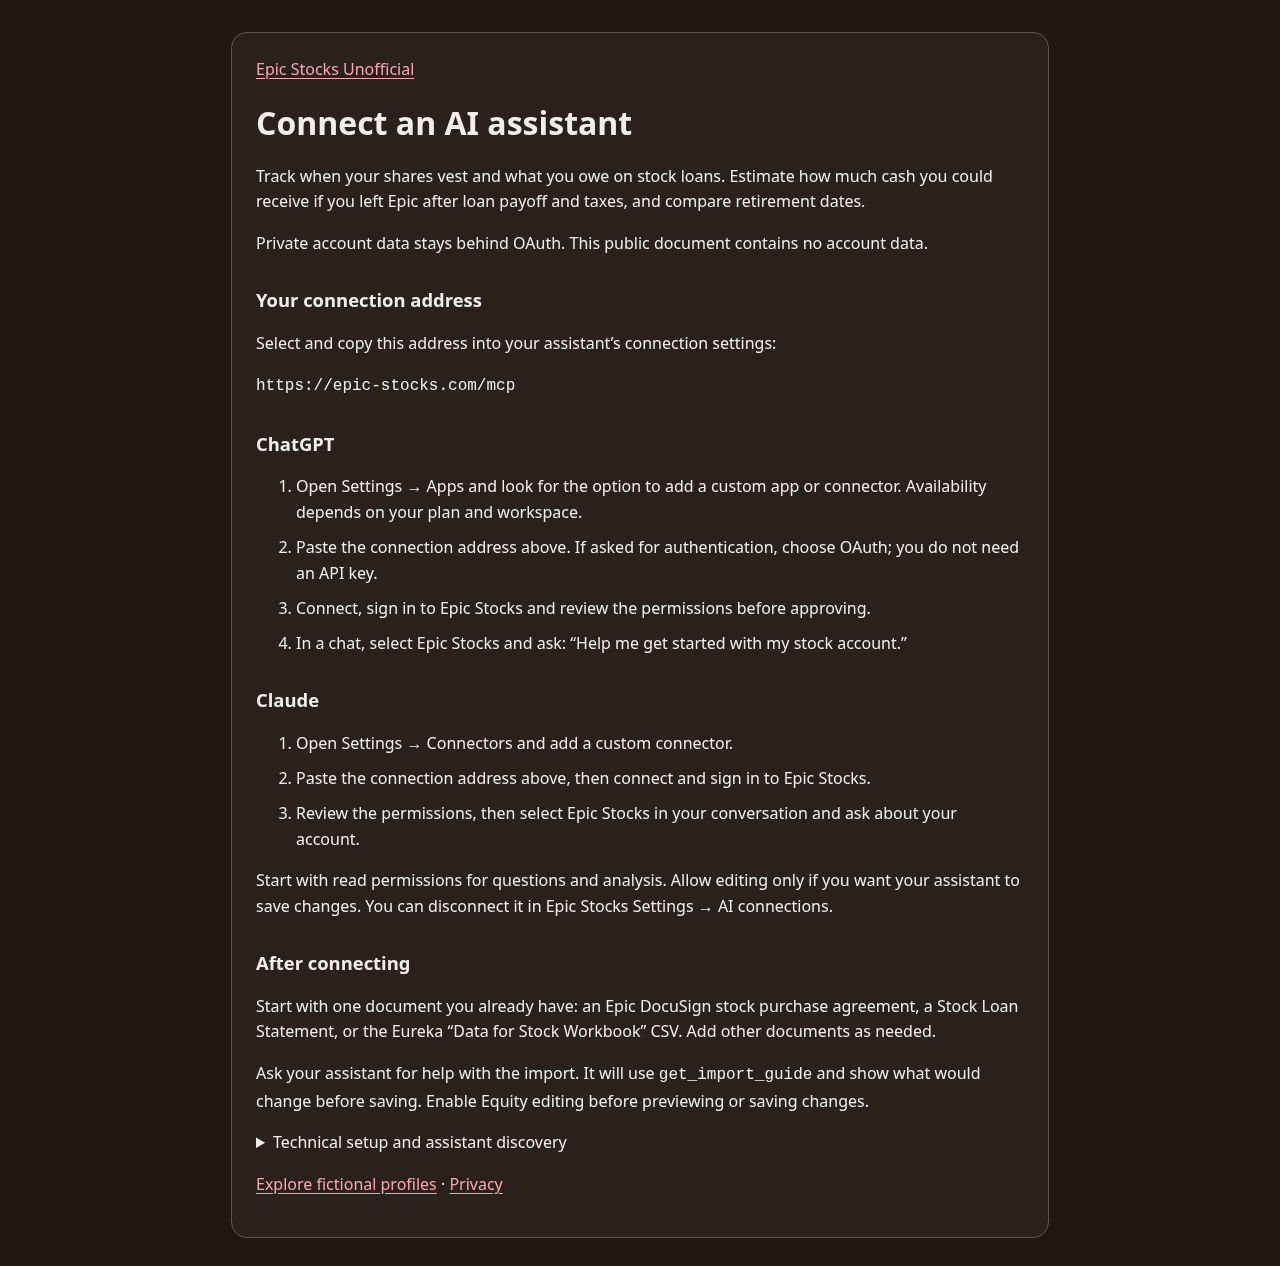 Epic Stocks Unofficial
Connect an AI assistant
Track when your shares vest and what you owe on stock loans. Estimate how much cash you could
receive if you left Epic after loan payoff and taxes, and compare retirement dates.
Private account data stays behind OAuth. This public document contains no account data.
Your connection address
Select and copy this address into your assistant’s connection settings:
https://epic-stocks.com/mcp
ChatGPT
1. Open Settings → Apps and look for the option to add a custom app or connector. Availability
depends on your plan and workspace.
2. Paste the connection address above. If asked for authentication, choose OAuth; you do not need
an API key.
3. Connect, sign in to Epic Stocks and review the permissions before approving.
4. In a chat, select Epic Stocks and ask: “Help me get started with my stock account.”
Claude
1. Open Settings → Connectors and add a custom connector.
2. Paste the connection address above, then connect and sign in to Epic Stocks.
3. Review the permissions, then select Epic Stocks in your conversation and ask about your
account.
Start with read permissions for questions and analysis. Allow editing only if you want your assistant to
save changes. You can disconnect it in Epic Stocks Settings → AI connections.
After connecting
Start with one document you already have: an Epic DocuSign stock purchase agreement, a Stock Loan
Statement, or the Eureka “Data for Stock Workbook” CSV. Add other documents as needed.
Ask your assistant for help with the import. It will use get_import_guide and show what would
change before saving. Enable Equity editing before previewing or saving changes.
▶ Technical setup and assistant discovery
Explore fictional profiles · Privacy